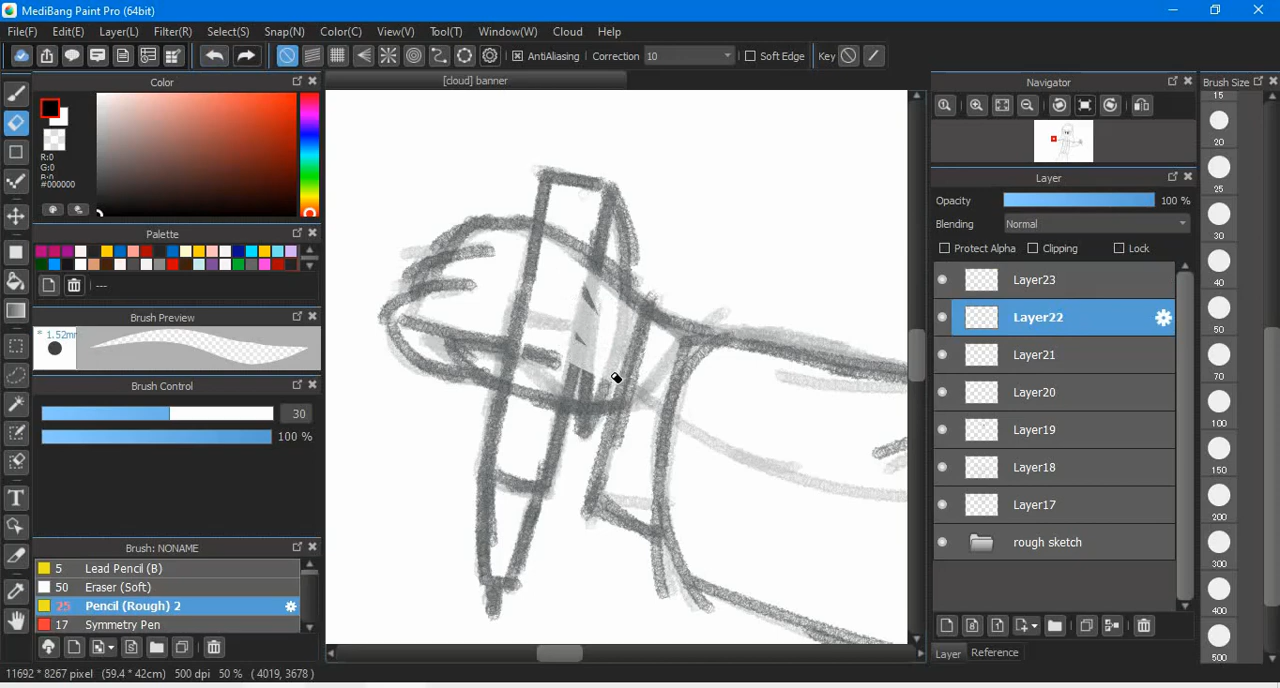 MediBang Paint Pro (64bit)
File(F) Edit(E) Layer(L) Filter(R) Select(S) Snap(N) Color(C) View(V) Tool(T) Window(W) Cloud Help
AntiAliasing Correction 10 Soft Edge Key
Color
[cloud] banner
R:0
G:0
B:0
#000000
Palette
---
Brush Preview
* 1.52mm
Brush Control
30
100 %
Brush: NONAME
5 Lead Pencil (B)
50 Eraser (Soft)
25 Pencil (Rough) 2
17 Symmetry Pen
Navigator
Layer
Opacity 100 %
Blending Normal
Protect Alpha Clipping Lock
Layer23
Layer22
Layer21
Layer20
Layer19
Layer18
Layer17
rough sketch
Layer Reference
Brush Size
15
20
25
30
40
50
70
100
150
200
300
400
500
11692 * 8267 pixel (59.4 * 42cm) 500 dpi 50 % ( 4019, 3678 )